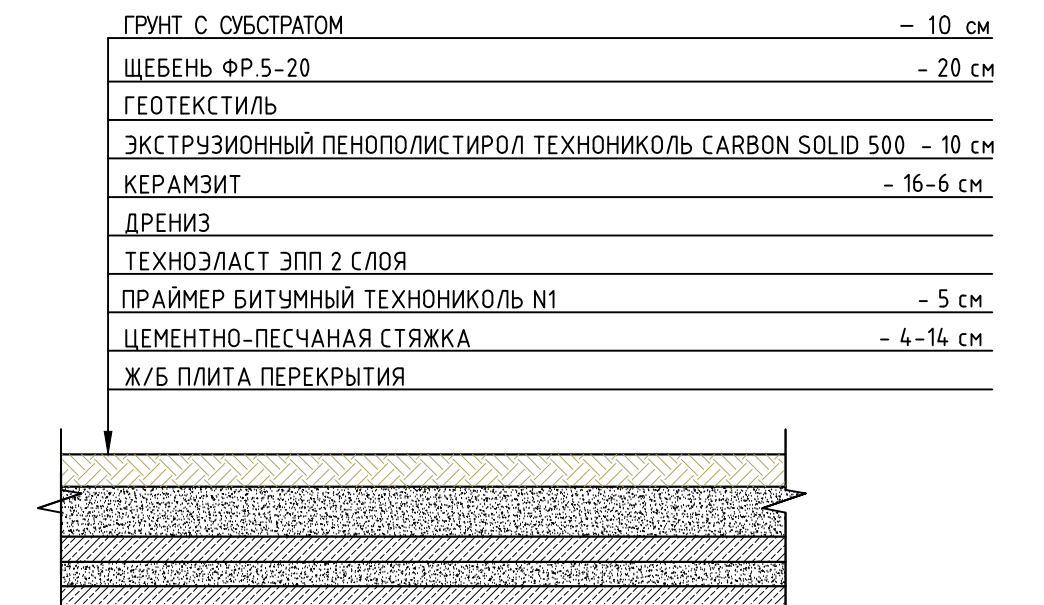 ГРУНТ С СУБСТРАТОМ – 10 см
ЩЕБЕНЬ ФР.5-20 - 20 см
ГЕОТЕКСТИЛЬ
ЭКСТРУЗИОННЫЙ ПЕНОПОЛИСТИРОЛ ТЕХНОНИКОЛЬ CARBON SOLID 500 - 10 см
КЕРАМЗИТ - 16-6 см
ДРЕНИЗ
ТЕХНОЭЛАСТ ЭПП 2 СЛОЯ
ПРАЙМЕР БИТУМНЫЙ ТЕХНОНИКОЛЬ N1 - 5 см
ЦЕМЕНТНО-ПЕСЧАНАЯ СТЯЖКА - 4-14 см
Ж/Б ПЛИТА ПЕРЕКРЫТИЯ